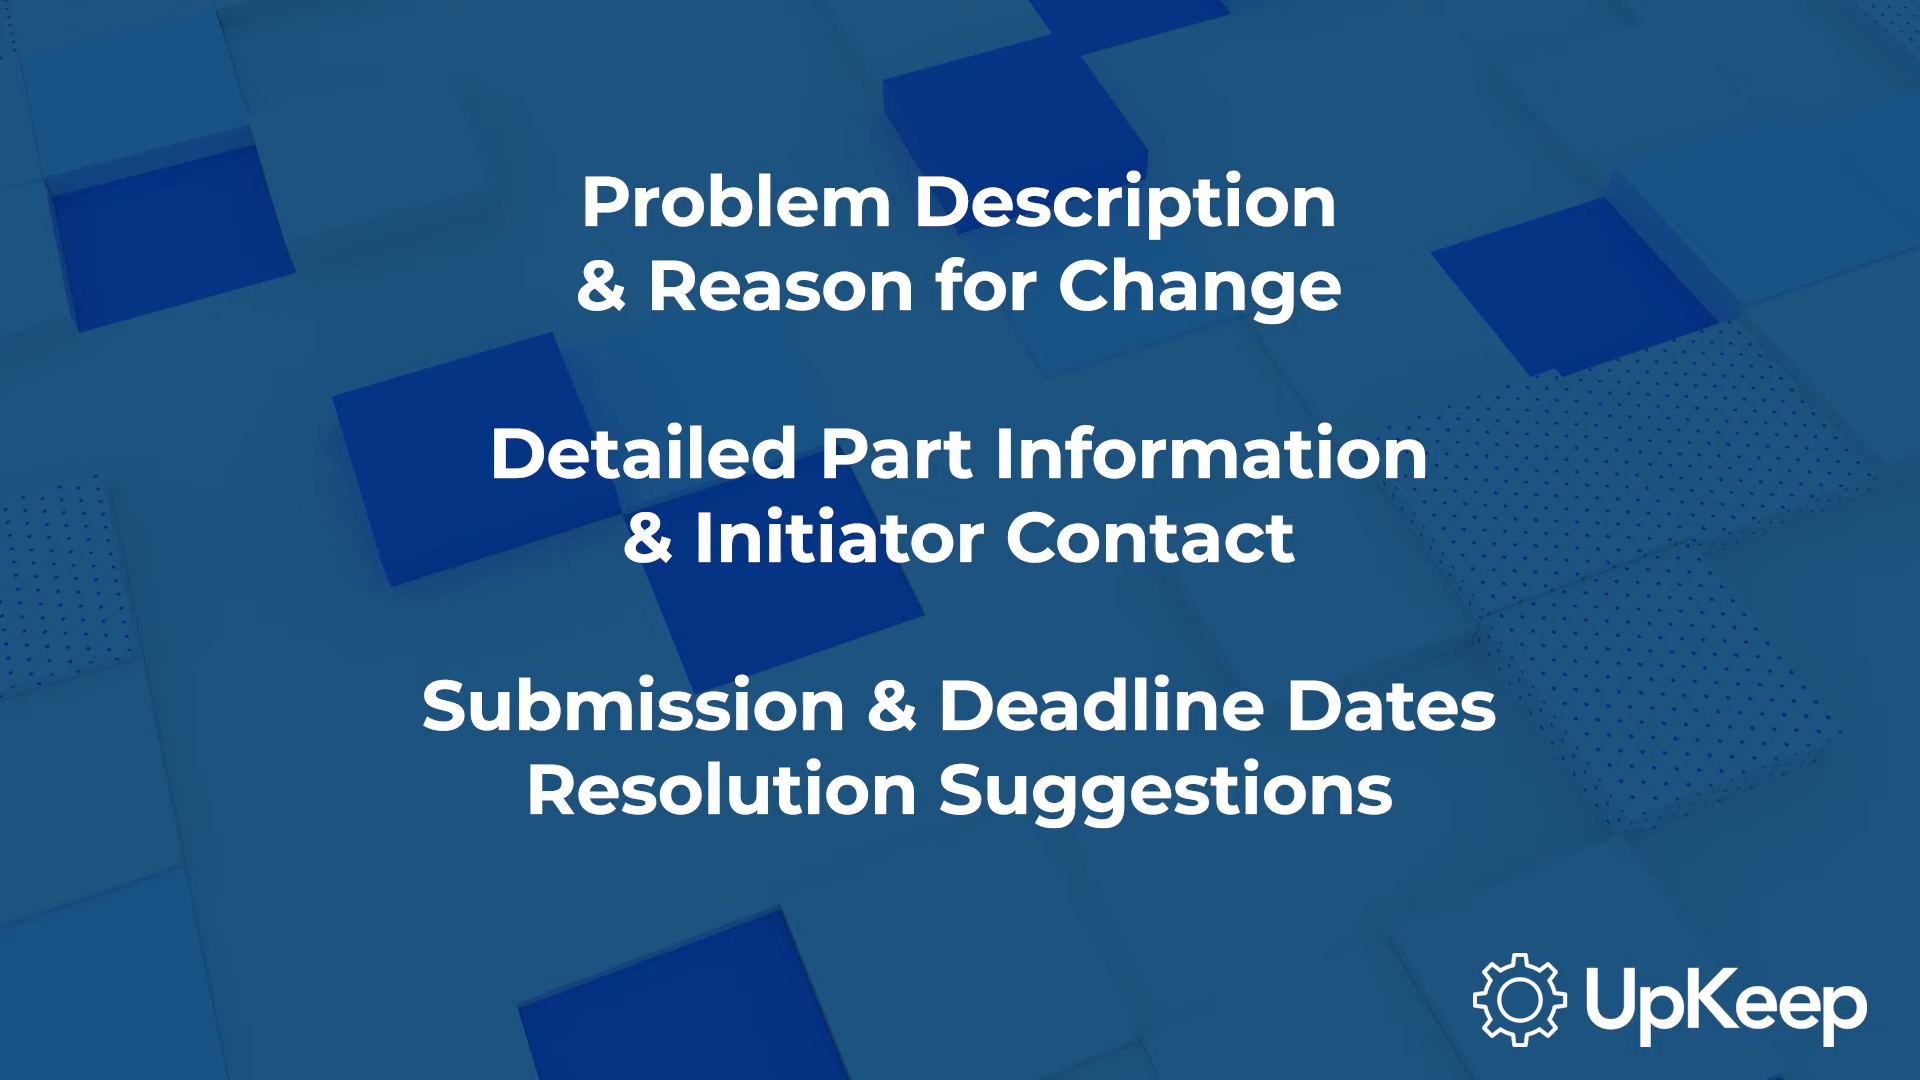 Problem Description
& Reason for Change
Detailed Part Information
& Initiator Contact
Submission & Deadline Dates
Resolution Suggestions
UpKeep